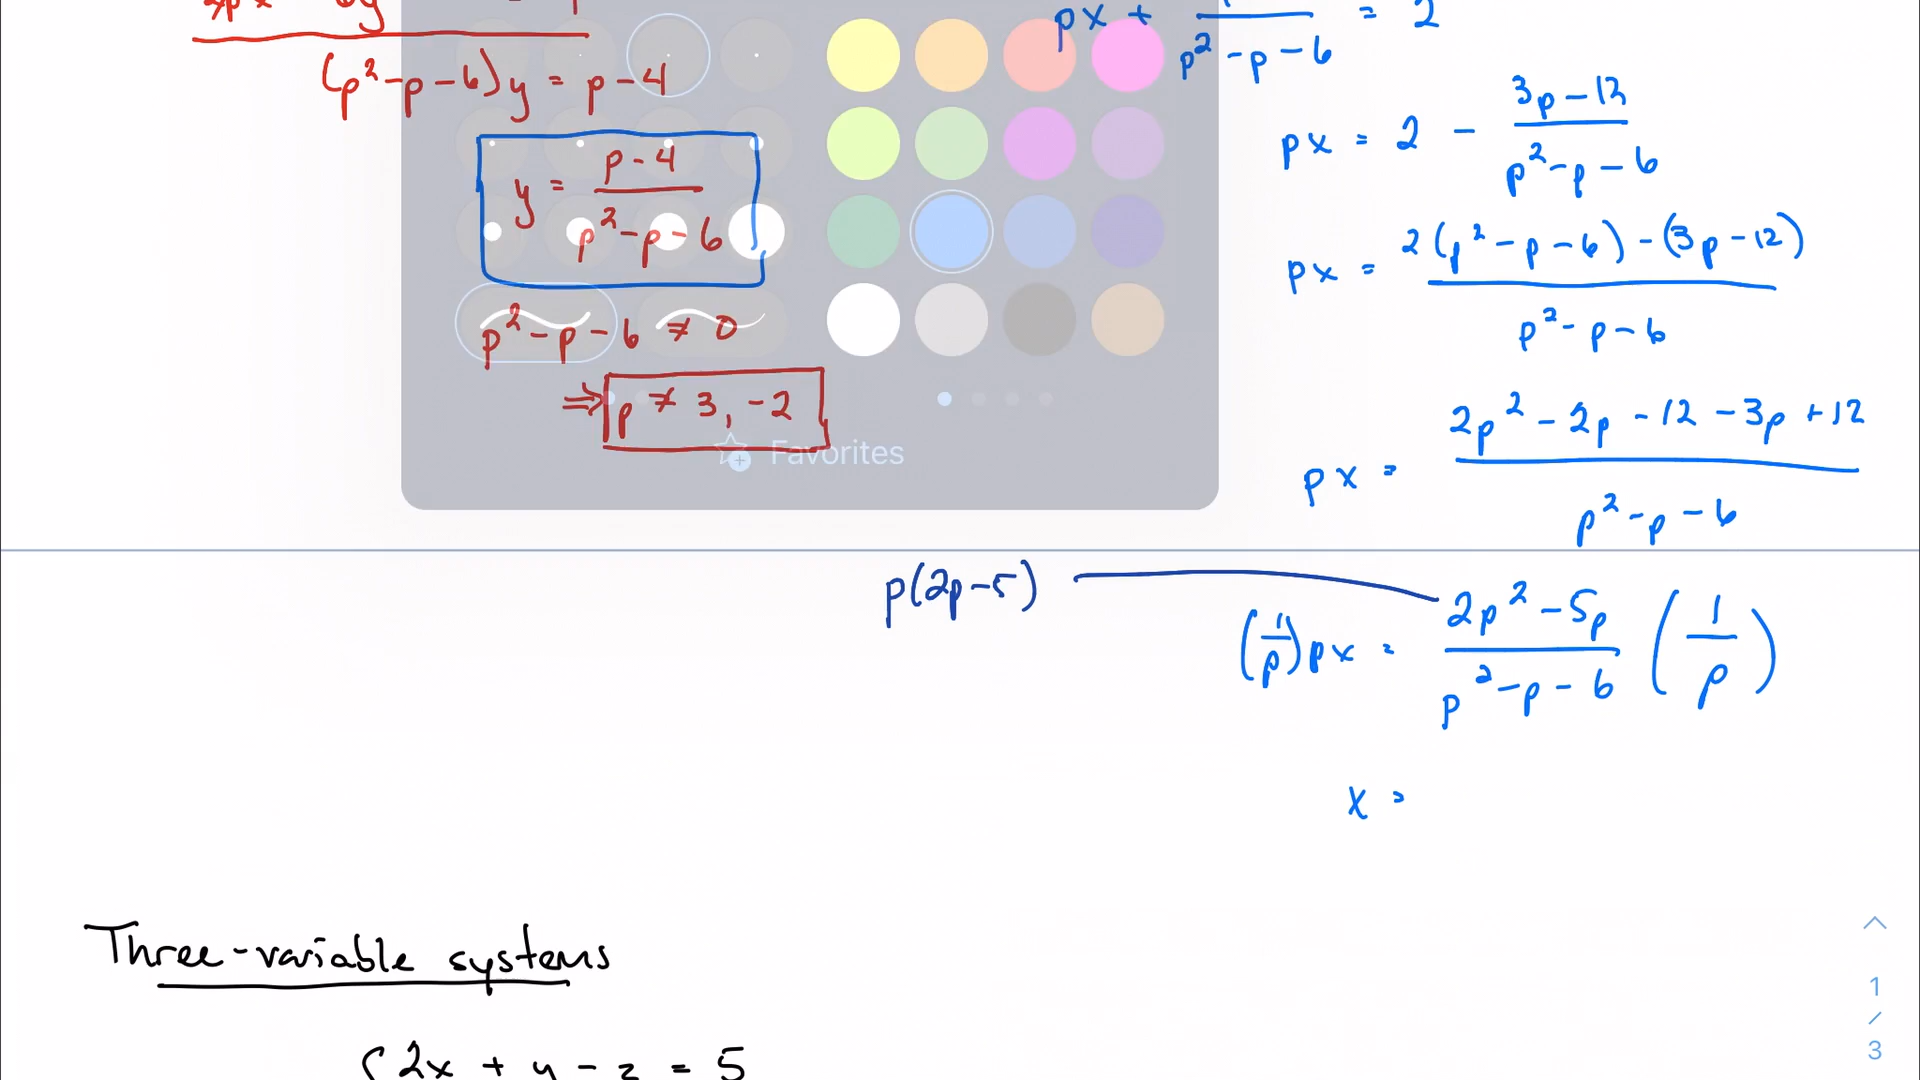 (p² - p - 6)y = p - 4
y = (p - 4)/(p² - p - 6)
p² - p - 6 ≠ 0
⇒ p ≠ 3, -2
Favorites
px + /(p² - p - 6) = 2
px = 2 - (3p - 12)/(p² - p - 6)
px = (2(p² - p - 6) - (3p - 12))/(p² - p - 6)
px = (2p² - 2p - 12 - 3p + 12)/(p² - p - 6)
p(2p - 5)
(1/p)px = (2p² - 5p)/(p² - p - 6) (1/p)
x =
Three-variable systems
{ 2x + y - z = 5
1
/
3